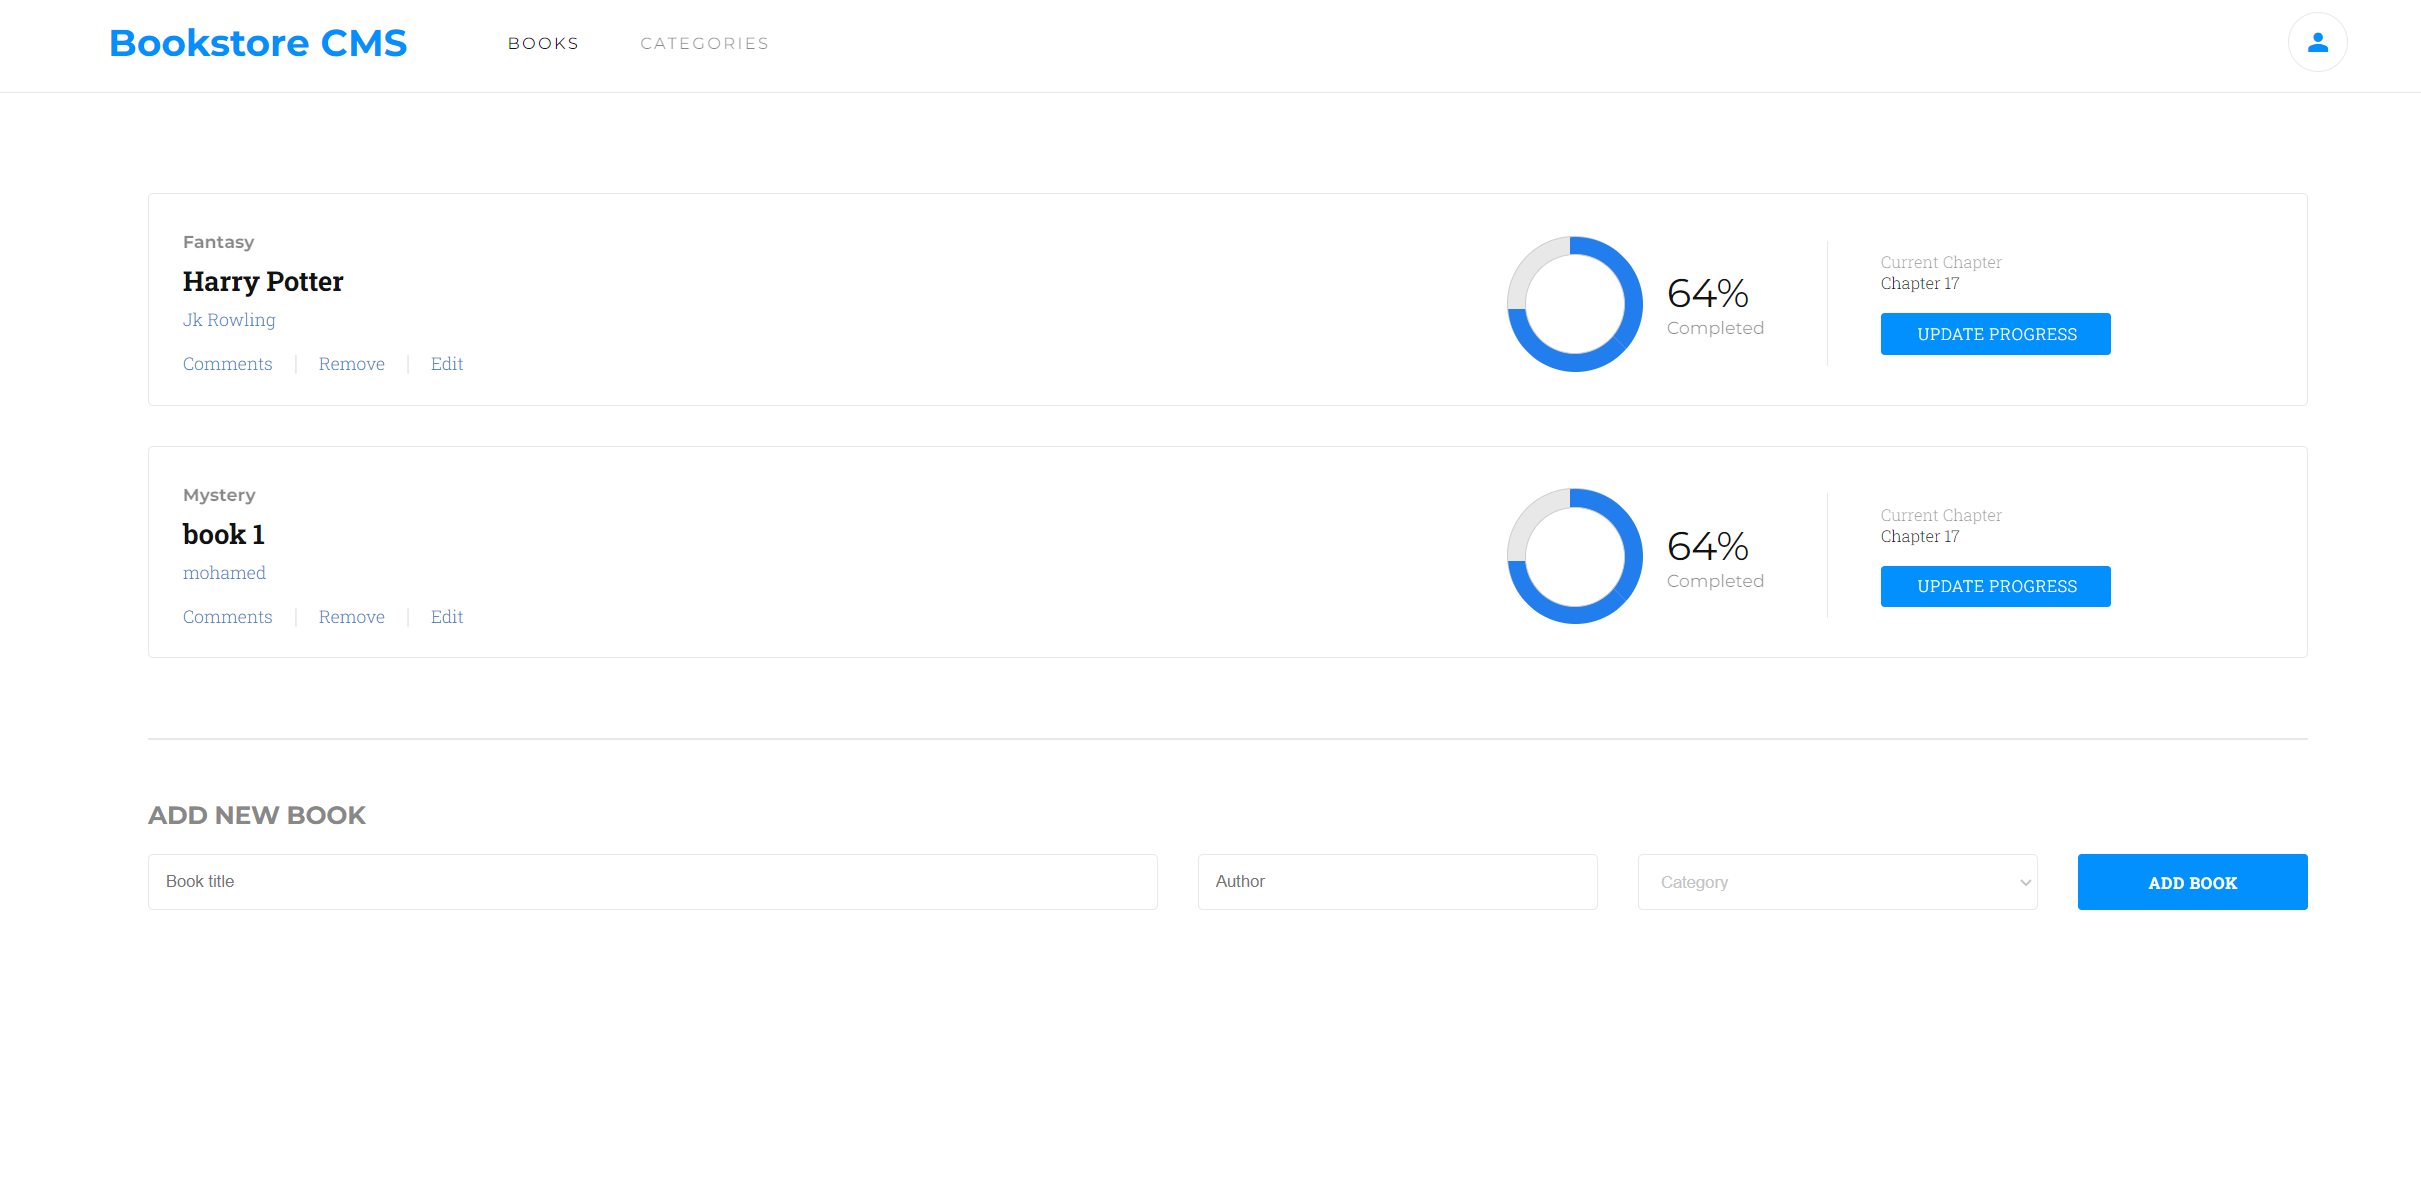 Bookstore CMS
BOOKS
CATEGORIES
Fantasy
Harry Potter
Jk Rowling
Comments
Remove
Edit
64%
Completed
Current Chapter
Chapter 17
UPDATE PROGRESS
Mystery
book 1
mohamed
Comments
Remove
Edit
64%
Completed
Current Chapter
Chapter 17
UPDATE PROGRESS
ADD NEW BOOK
Book title
Author
Category
ADD BOOK